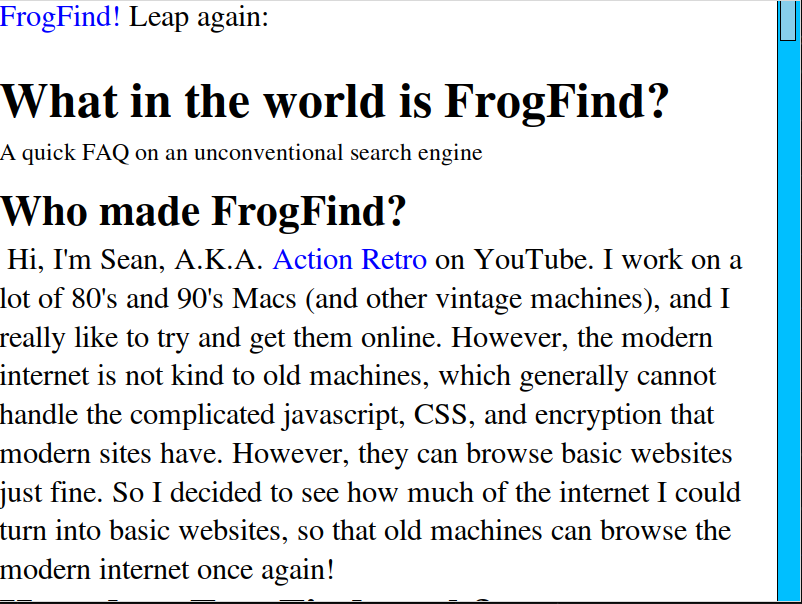 FrogFind! Leap again:
What in the world is FrogFind?
A quick FAQ on an unconventional search engine
Who made FrogFind?
Hi, I'm Sean, A.K.A. Action Retro on YouTube. I work on a
lot of 80's and 90's Macs (and other vintage machines), and I
really like to try and get them online. However, the modern
internet is not kind to old machines, which generally cannot
handle the complicated javascript, CSS, and encryption that
modern sites have. However, they can browse basic websites
just fine. So I decided to see how much of the internet I could
turn into basic websites, so that old machines can browse the
modern internet once again!